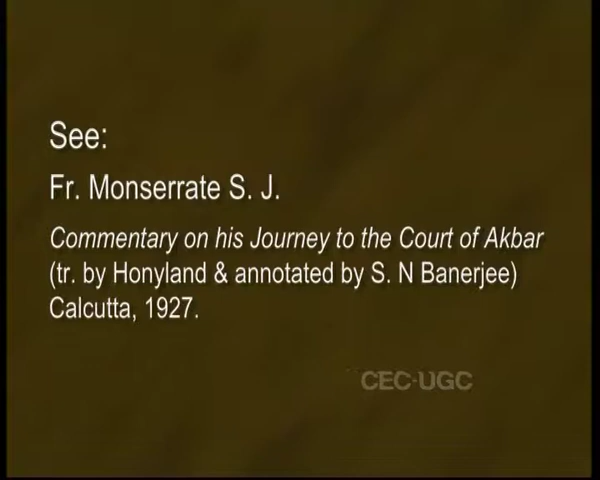 See:
Fr. Monserrate S. J.
Commentary on his Journey to the Court of Akbar
(tr. by Honyland & annotated by S. N Banerjee)
Calcutta, 1927.
CEC-UGC